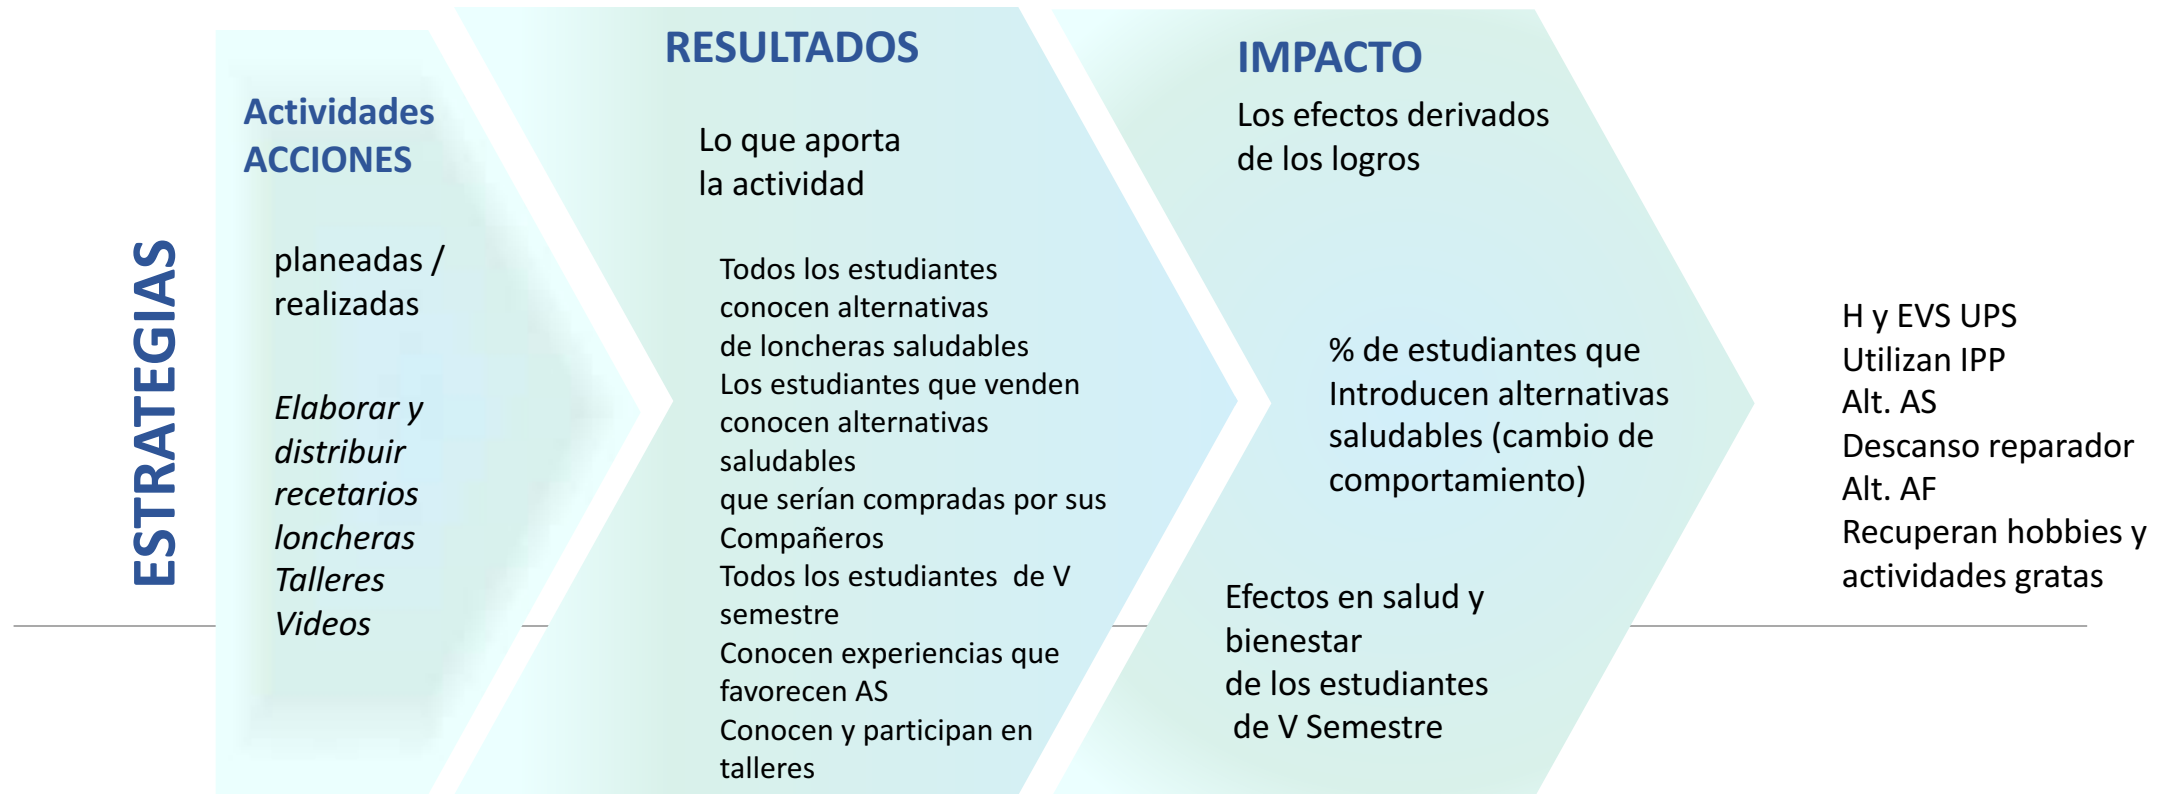 ESTRATEGIAS
Actividades
ACCIONES
planeadas /
realizadas
Elaborar y
distribuir
recetarios
loncheras
Talleres
Videos
RESULTADOS
Lo que aporta
la actividad
Todos los estudiantes
conocen alternativas
de loncheras saludables
Los estudiantes que venden
conocen alternativas
saludables
que serían compradas por sus
Compañeros
Todos los estudiantes  de V
semestre
Conocen experiencias que
favorecen AS
Conocen y participan en
talleres
IMPACTO
Los efectos derivados
de los logros
% de estudiantes que
Introducen alternativas
saludables (cambio de
comportamiento)
Efectos en salud y
bienestar
de los estudiantes
de V Semestre
H y EVS UPS
Utilizan IPP
Alt. AS
Descanso reparador
Alt. AF
Recuperan hobbies y
actividades gratas